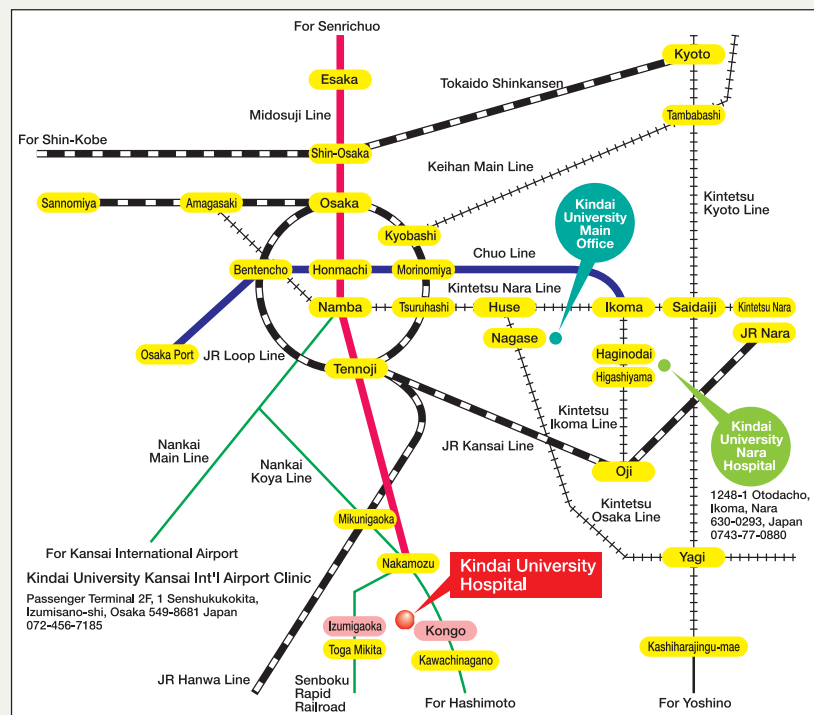 For Senrichuo
Esaka
Kyoto
Tokaido Shinkansen
Midosuji Line
Tambabashi
For Shin-Kobe
Shin-Osaka
Keihan Main Line
Kintetsu
Kyoto Line
Sannomiya
Amagasaki
Osaka
Kyobashi
Kindai
University
Main
Office
Chuo Line
Bentencho
Honmachi
Morinomiya
Kintetsu Nara Line
Namba
Tsuruhashi
Huse
Ikoma
Saidaiji
Kintetsu Nara
Nagase
JR Nara
Osaka Port
JR Loop Line
Haginodai
Higashiyama
Tennoji
Kintetsu
Ikoma Line
Kindai
University
Nara
Hospital
Nankai
Main Line
Nankai
Koya Line
JR Kansai Line
Oji
1248-1 Otodacho,
Ikoma, Nara
630-0293, Japan
0743-77-0880
Kintetsu
Osaka Line
Mikunigaoka
For Kansai International Airport
Nakamozu
Yagi
Kindai University Kansai Int'l Airport Clinic
Passenger Terminal 2F, 1 Senshukukokita,
Izumisano-shi, Osaka 549-8681 Japan
072-456-7185
Kindai University
Hospital
Izumigaoka
Kongo
Toga Mikita
Kawachinagano
Kashiharajingu-mae
JR Hanwa Line
Senboku
Rapid
Railroad
For Hashimoto
For Yoshino